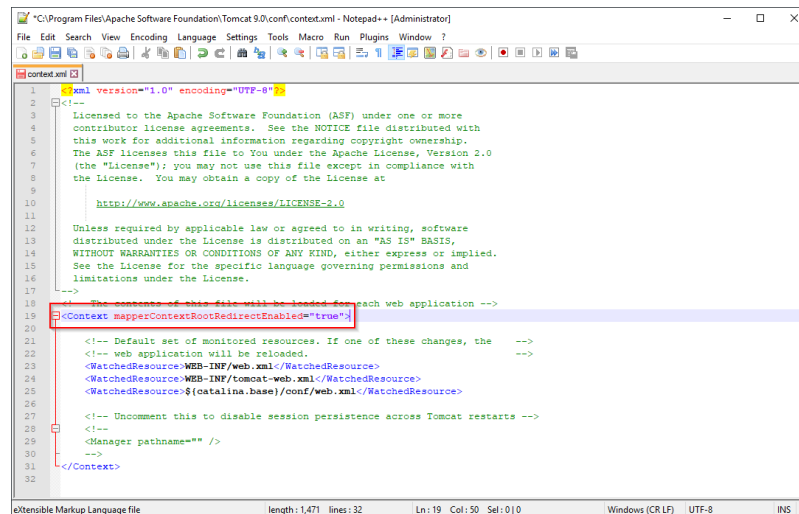 *C:\Program Files\Apache Software Foundation\Tomcat 9.0\conf\context.xml - Notepad++ [Administrator]
File Edit Search View Encoding Language Settings Tools Macro Run Plugins Window ?
context.xml
1 <?xml version="1.0" encoding="UTF-8"?>
2 <!--
3 Licensed to the Apache Software Foundation (ASF) under one or more
4 contributor license agreements. See the NOTICE file distributed with
5 this work for additional information regarding copyright ownership.
6 The ASF licenses this file to You under the Apache License, Version 2.0
7 (the "License"); you may not use this file except in compliance with
8 the License. You may obtain a copy of the License at
9
10 http://www.apache.org/licenses/LICENSE-2.0
11
12 Unless required by applicable law or agreed to in writing, software
13 distributed under the License is distributed on an "AS IS" BASIS,
14 WITHOUT WARRANTIES OR CONDITIONS OF ANY KIND, either express or implied.
15 See the License for the specific language governing permissions and
16 limitations under the License.
17 -->
18 <!-- The contents of this file will be loaded for each web application -->
19 <Context mapperContextRootRedirectEnabled="true">
20
21 <!-- Default set of monitored resources. If one of these changes, the -->
22 <!-- web application will be reloaded. -->
23 <WatchedResource>WEB-INF/web.xml</WatchedResource>
24 <WatchedResource>WEB-INF/tomcat-web.xml</WatchedResource>
25 <WatchedResource>${catalina.base}/conf/web.xml</WatchedResource>
26
27 <!-- Uncomment this to disable session persistence across Tomcat restarts -->
28 <!--
29 <Manager pathname="" />
30 -->
31 </Context>
32
eXtensible Markup Language file length : 1,471 lines : 32 Ln : 19 Col : 50 Sel : 0 | 0 Windows (CR LF) UTF-8 INS